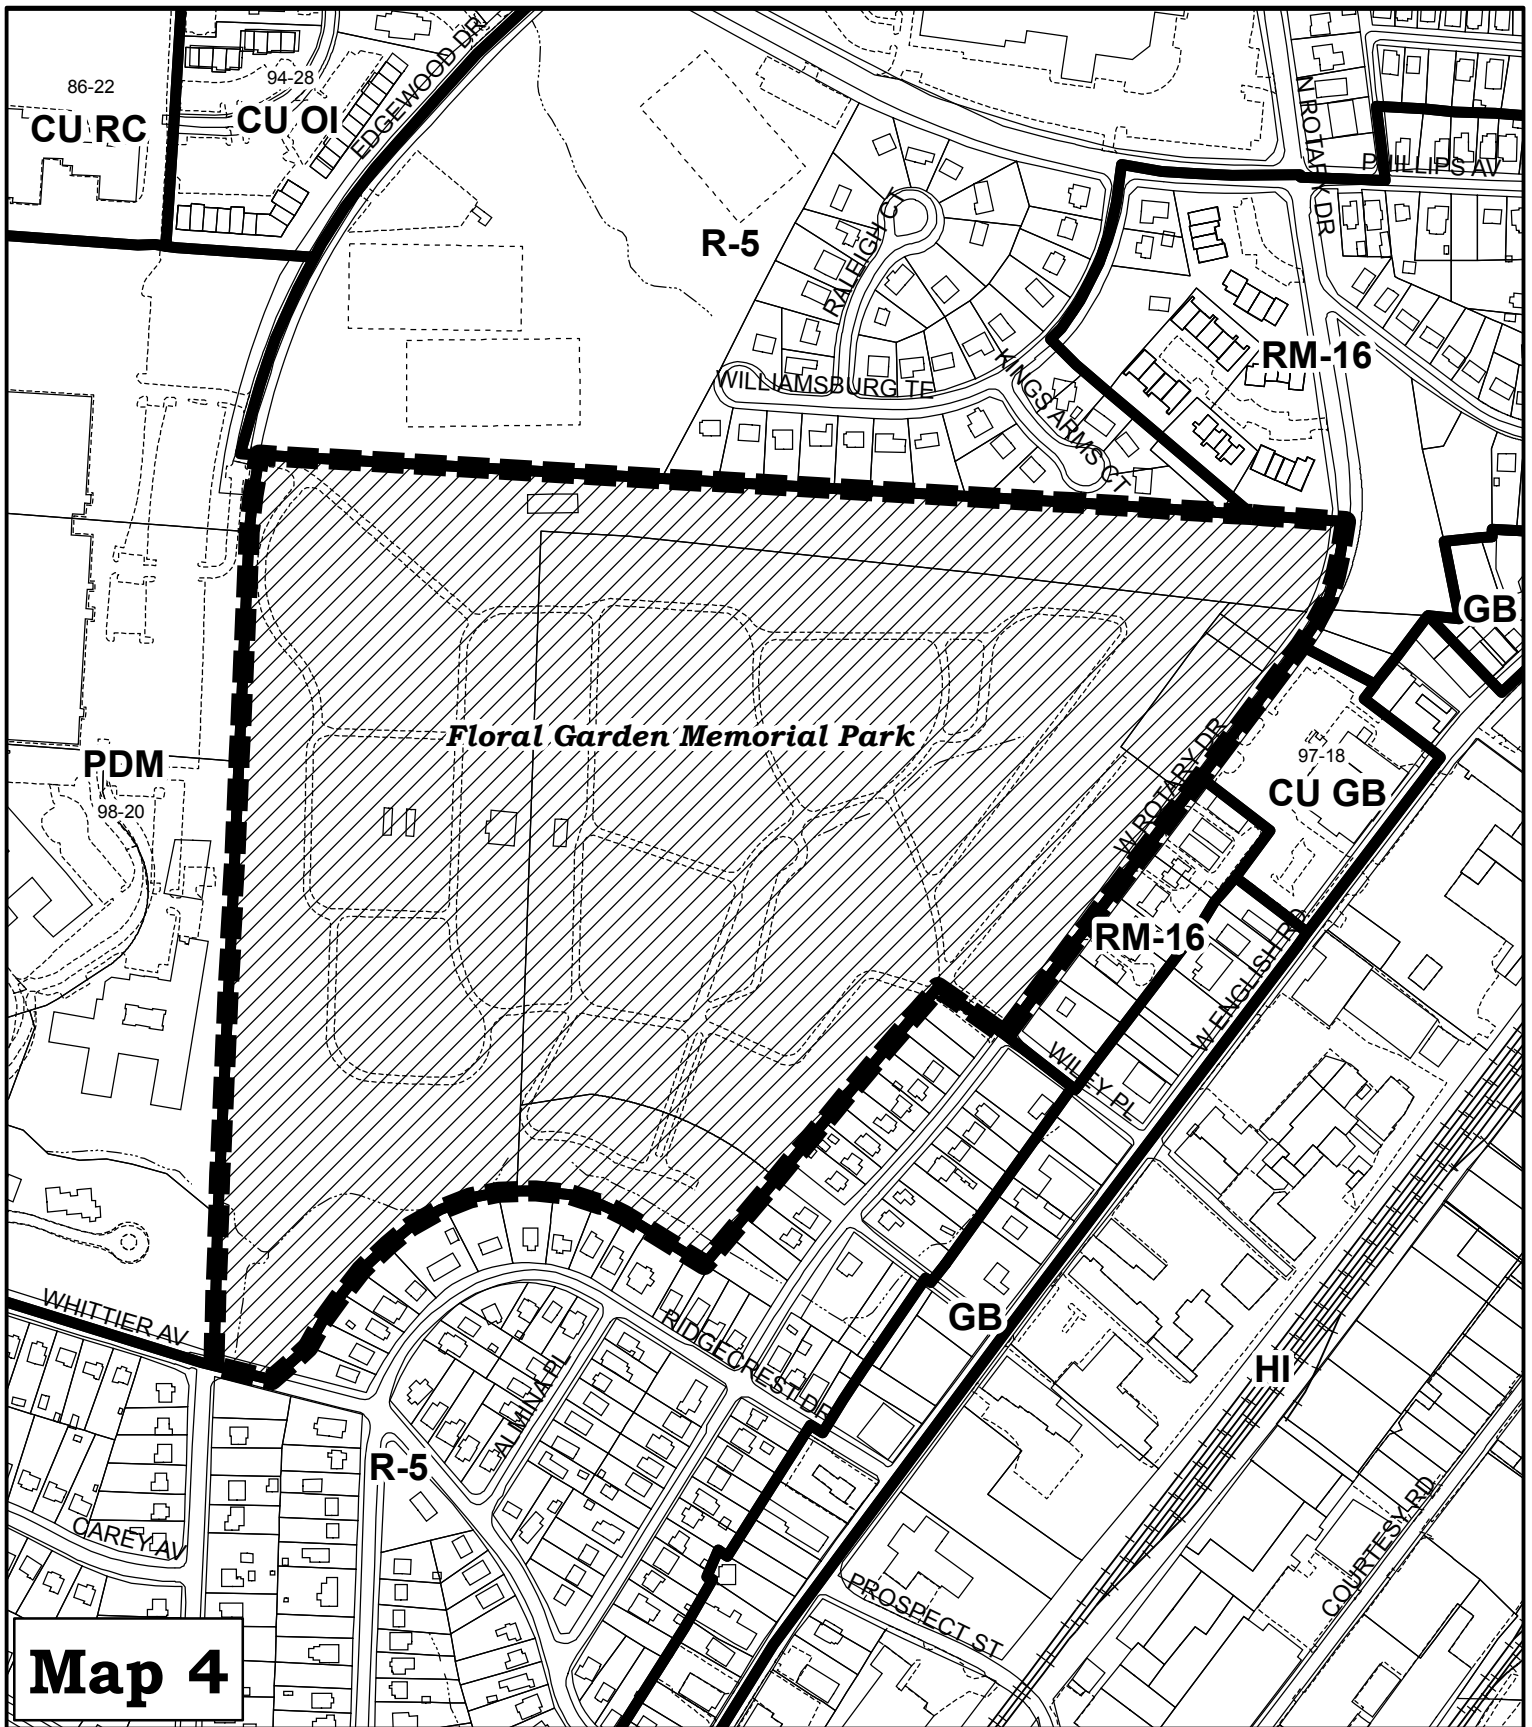 EDGEWOOD DR
86-22
94-28
CU RC
CU OI
N ROTARY DR
PHILLIPS AV
R-5
RALEIGH CT
RM-16
WILLIAMSBURG TE
KINGS ARMS CT
GB
Floral Garden Memorial Park
W ROTARY DR
PDM
98-20
97-18
CU GB
RM-16
W ENGLISH RD
WILEY PL
WHITTIER AV
RIDGECREST DR
GB
HI
ALMINA PL
R-5
CAREY AV
COURTESY RD
PROSPECT ST
Map 4